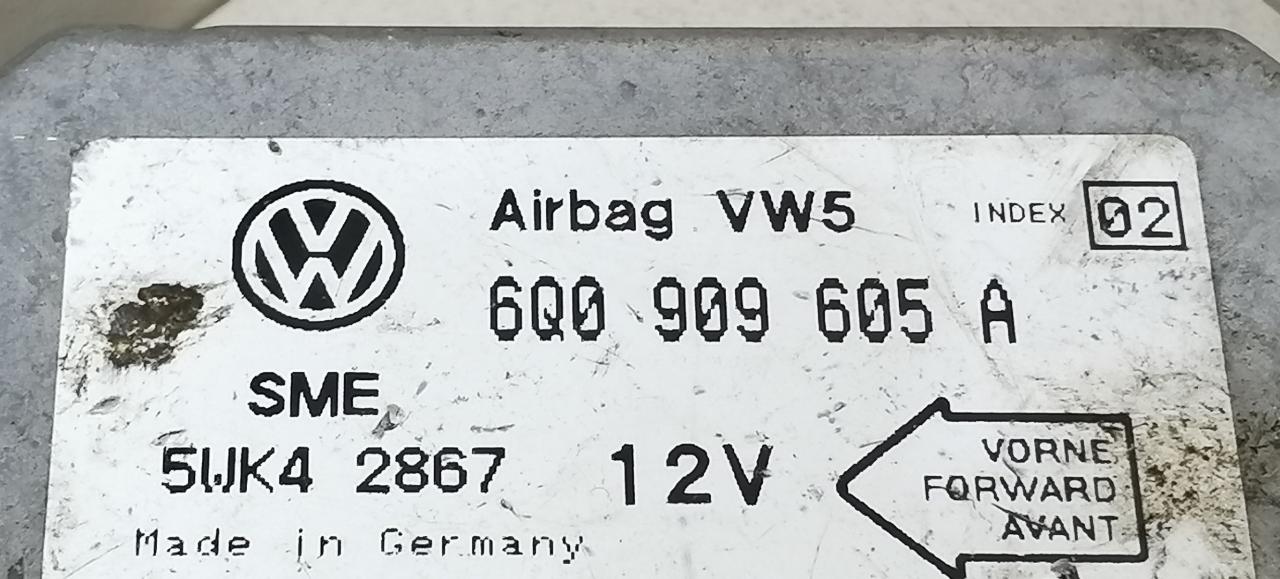 Airbag VW5 INDEX 02
6Q0 909 605 A
SME
5WK4 2867 12V
VORNE
FORWARD
AVANT
Made in Germany